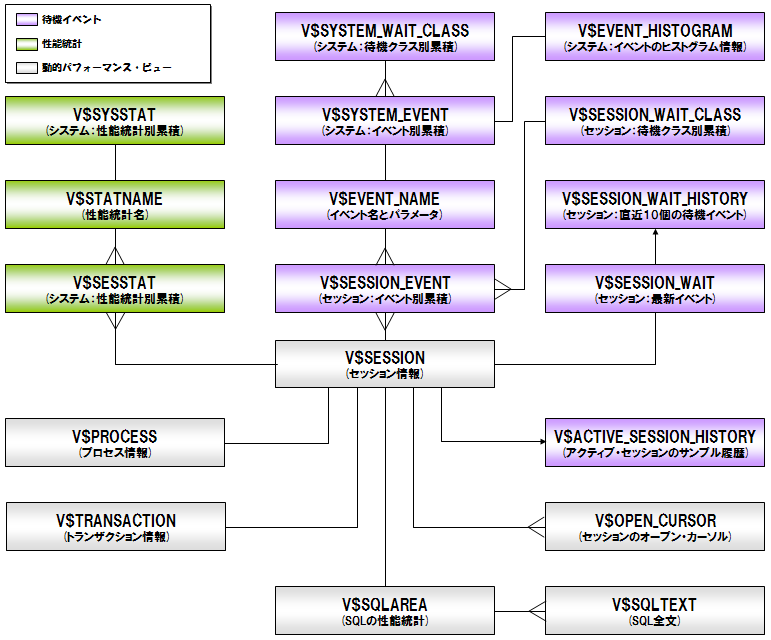 待機イベント
性能統計
動的パフォーマンス・ビュー
V$SYSTEM_WAIT_CLASS
(システム：待機クラス別累積)
V$EVENT_HISTOGRAM
(システム：イベントのヒストグラム情報)
V$SYSSTAT
(システム：性能統計別累積)
V$SYSTEM_EVENT
(システム：イベント別累積)
V$SESSION_WAIT_CLASS
(セッション：待機クラス別累積)
V$STATNAME
(性能統計名)
V$EVENT_NAME
(イベント名とパラメータ)
V$SESSION_WAIT_HISTORY
(セッション：直近10個の待機イベント)
V$SESSTAT
(システム：性能統計別累積)
V$SESSION_EVENT
(セッション：イベント別累積)
V$SESSION_WAIT
(セッション：最新イベント)
V$SESSION
(セッション情報)
V$PROCESS
(プロセス情報)
V$ACTIVE_SESSION_HISTORY
(アクティブ・セッションのサンプル履歴)
V$TRANSACTION
(トランザクション情報)
V$OPEN_CURSOR
(セッションのオープン・カーソル)
V$SQLAREA
(SQLの性能統計)
V$SQLTEXT
(SQL全文)